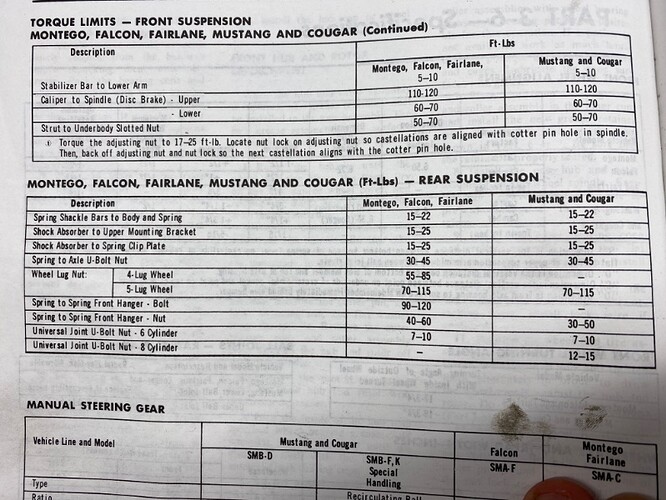 TORQUE LIMITS — FRONT SUSPENSION
MONTEGO, FALCON, FAIRLANE, MUSTANG AND COUGAR (Continued)
Description Ft-Lbs
Montego, Falcon, Fairlane, Mustang and Cougar
Stabilizer Bar to Lower Arm 5–10 5–10
Caliper to Spindle (Disc Brake) - Upper 110-120 110-120
- Lower 60–70 60–70
Strut to Underbody Slotted Nut 50–70 50–70
Torque the adjusting nut to 17–25 ft-lb. Locate nut lock on adjusting nut so castellations are aligned with cotter pin hole in spindle.
Then, back off adjusting nut and nut lock so the next castellation aligns with the cotter pin hole.
MONTEGO, FALCON, FAIRLANE, MUSTANG AND COUGAR (Ft-Lbs) — REAR SUSPENSION
Description Montego, Falcon, Fairlane Mustang and Cougar
Spring Shackle Bars to Body and Spring 15–22 15–22
Shock Absorber to Upper Mounting Bracket 15–25 15–25
Shock Absorber to Spring Clip Plate 15–25 15–25
Spring to Axle U-Bolt Nut 30–45 30–45
Wheel Lug Nut: 4-Lug Wheel 55–85 –
5-Lug Wheel 70–115 70–115
Spring to Spring Front Hanger - Bolt 90–120
Spring to Spring Front Hanger - Nut 40–60 30–50
Universal Joint U-Bolt Nut - 6 Cylinder 7–10 7–10
Universal Joint U-Bolt Nut - 8 Cylinder – 12–15
MANUAL STEERING GEAR
Vehicle Line and Model Mustang and Cougar Falcon Montego
Fairlane
SMB-D SMB-F,K SMA-F SMA-C
Special
Handling
Type Recirculating Ball
Ratio